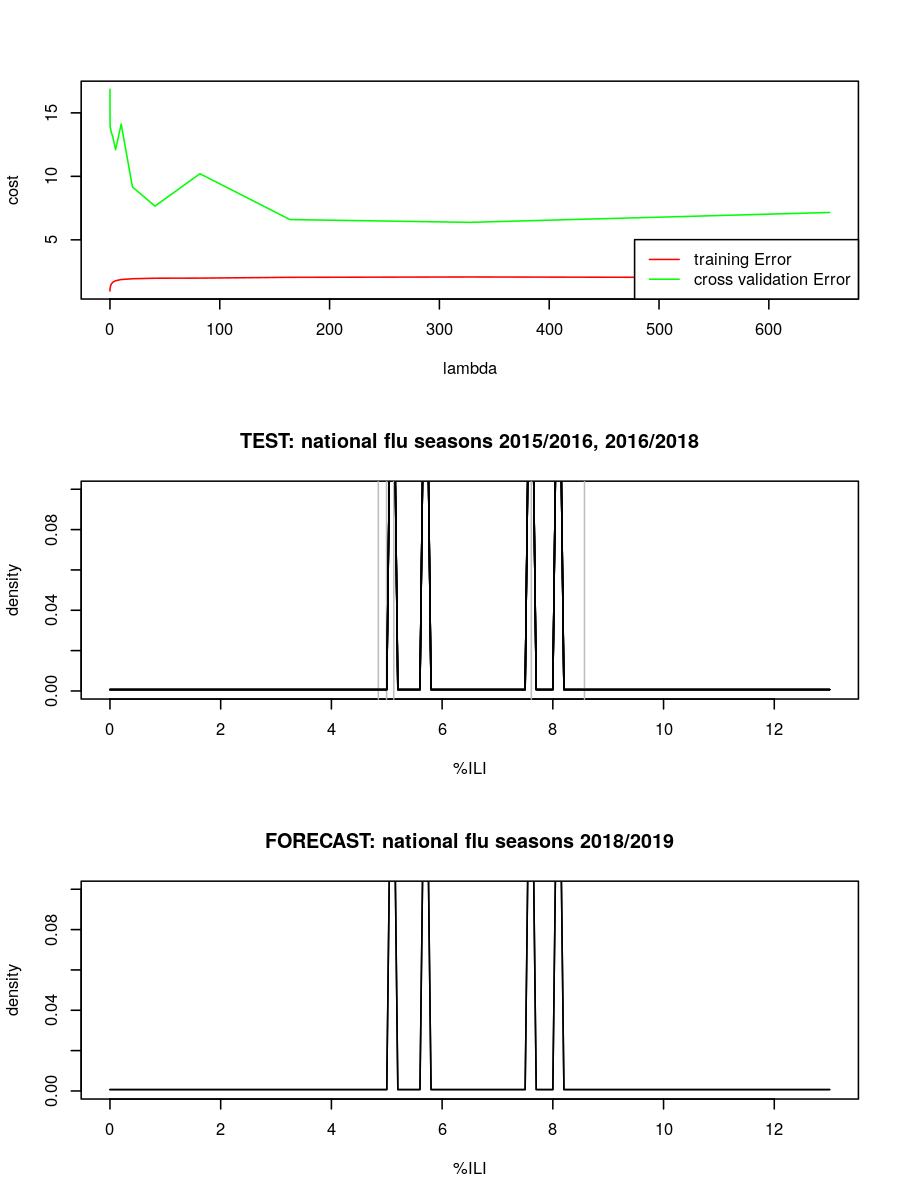 15
10
5
cost
training Error
cross validation Error
0 100 200 300 400 500 600
lambda
TEST: national flu seasons 2015/2016, 2016/2018
0.08
0.04
0.00
density
0 2 4 6 8 10 12
%ILI
FORECAST: national flu seasons 2018/2019
0.08
0.04
0.00
density
0 2 4 6 8 10 12
%ILI